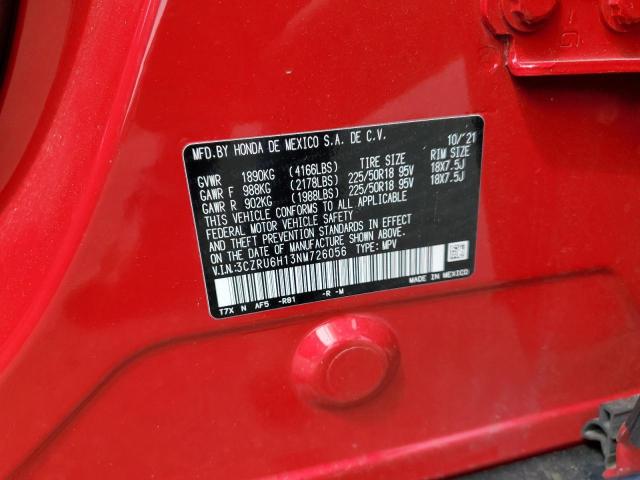 MFD.BY HONDA DE MEXICO S.A. DE C.V. 10/'21
GVWR 1890KG (4166LBS) TIRE SIZE RIM SIZE
GAWR F 988KG (2178LBS) 225/50R18 95V 18X7.5J
GAWR R 902KG (1988LBS) 225/50R18 95V 18X7.5J
THIS VEHICLE CONFORMS TO ALL APPLICABLE
FEDERAL MOTOR VEHICLE SAFETY
AND THEFT PREVENTION STANDARDS IN EFFECT
ON THE DATE OF MANUFACTURE SHOWN ABOVE.
V.I.N.:3CZRU6H13NM726056 TYPE: MPV
T7X N AF5 -R81 -R -M MADE IN MEXICO